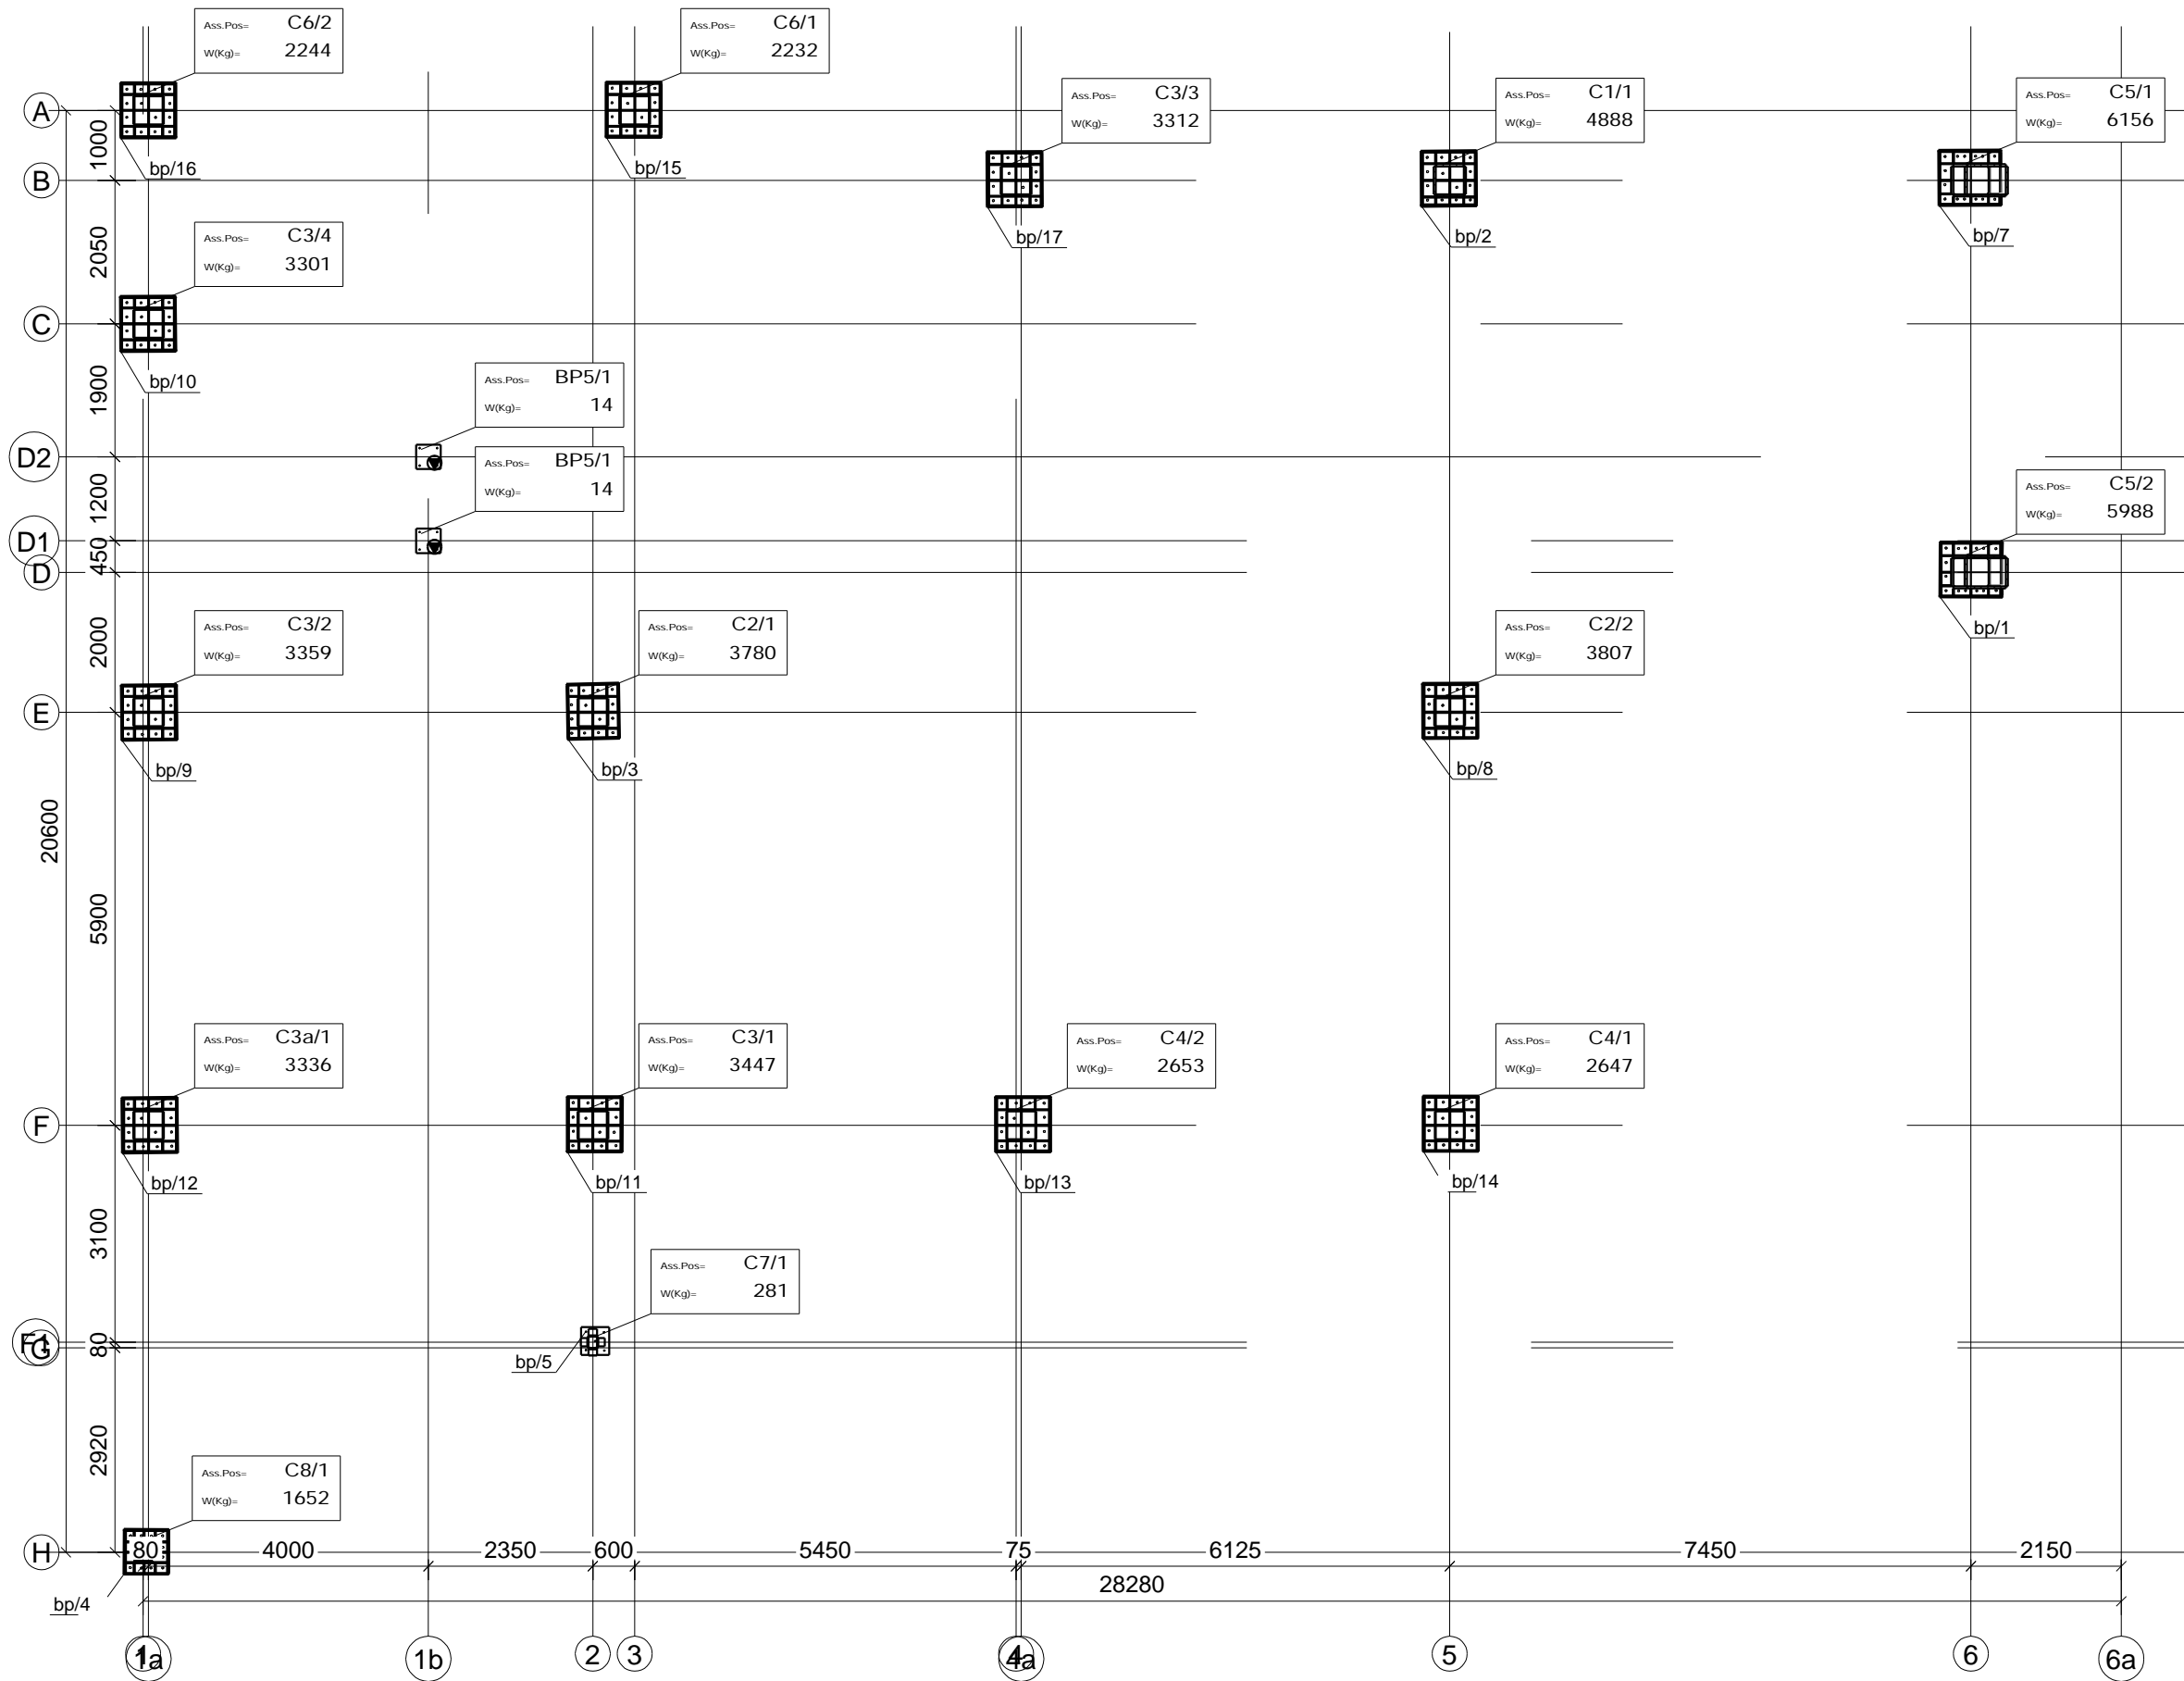 Ass.Pos= C6/2
W(Kg)= 2244
Ass.Pos= C6/1
W(Kg)= 2232
Ass.Pos= C3/3
W(Kg)= 3312
Ass.Pos= C1/1
W(Kg)= 4888
Ass.Pos= C5/1
W(Kg)= 6156
A
1000
bp/16
bp/15
B
bp/17
bp/2
bp/7
2050
Ass.Pos= C3/4
W(Kg)= 3301
C
bp/10
1900
Ass.Pos= BP5/1
W(Kg)= 14
D2
Ass.Pos= BP5/1
W(Kg)= 14
1200
Ass.Pos= C5/2
W(Kg)= 5988
D1
450
D
bp/1
2000
Ass.Pos= C3/2
W(Kg)= 3359
Ass.Pos= C2/1
W(Kg)= 3780
Ass.Pos= C2/2
W(Kg)= 3807
E
bp/9
bp/3
bp/8
20600
5900
Ass.Pos= C3a/1
W(Kg)= 3336
Ass.Pos= C3/1
W(Kg)= 3447
Ass.Pos= C4/2
W(Kg)= 2653
Ass.Pos= C4/1
W(Kg)= 2647
F
bp/12
bp/11
bp/13
bp/14
3100
Ass.Pos= C7/1
W(Kg)= 281
F1
G
80
bp/5
2920
Ass.Pos= C8/1
W(Kg)= 1652
H
80
4000
2350
600
5450
75
6125
7450
2150
28280
bp/4
1
1a
1b
2
3
4
4a
5
6
6a